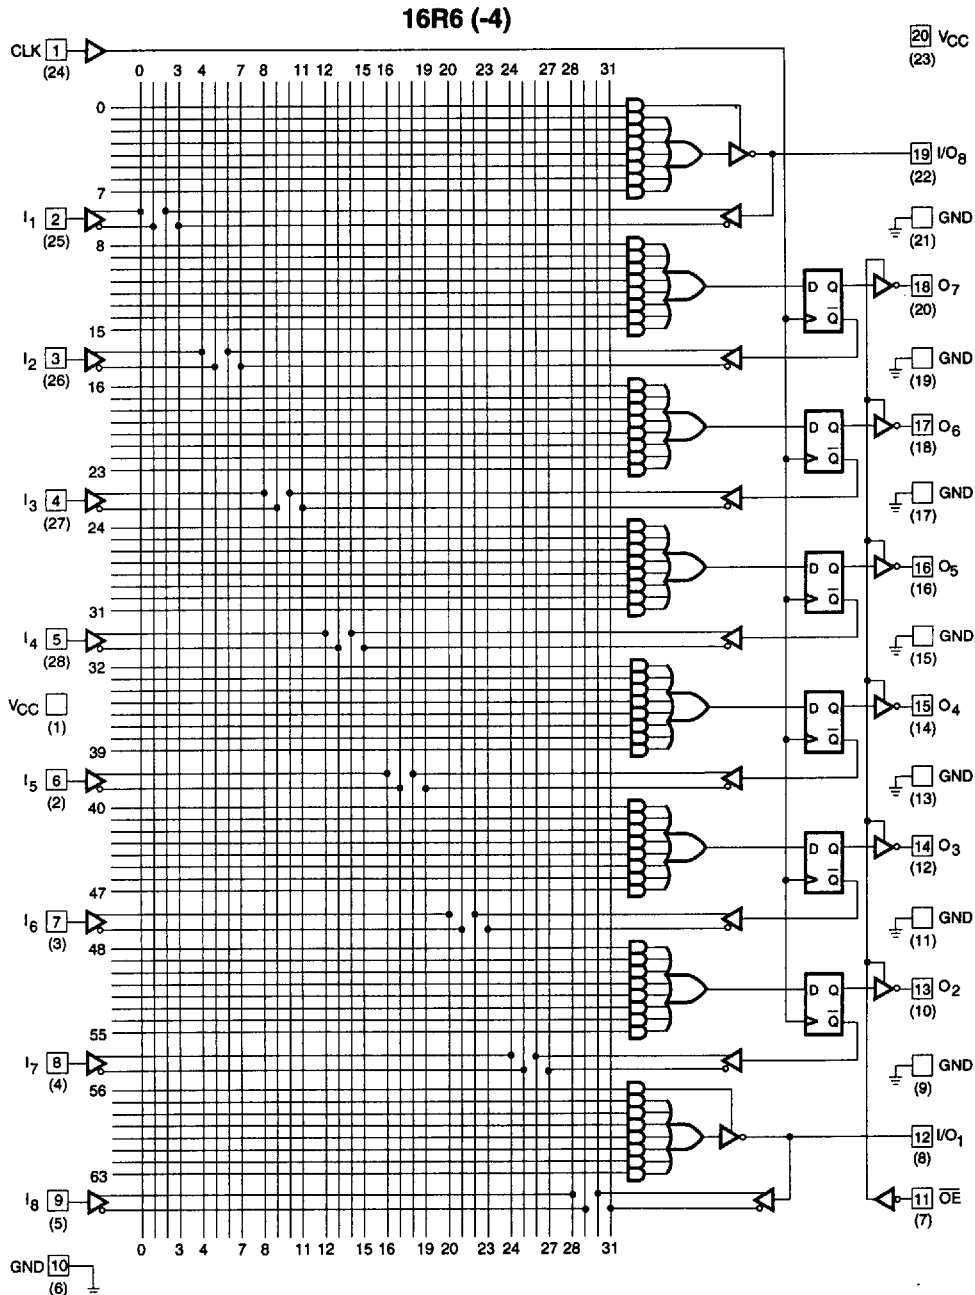 16R6 (-4)
CLK 1
(24)
20 VCC
(23)
0 3 4 7 8 11 12 15 16 19 20 23 24 27 28 31
0
19 I/O8
(22)
7
I1 2
(25)
GND
(21)
8
D Q
Q̅
18 O7
(20)
15
I2 3
(26)
GND
(19)
16
D Q
Q̅
17 O6
(18)
23
I3 4
(27)
GND
(17)
24
D Q
Q̅
16 O5
(16)
31
I4 5
(28)
GND
(15)
32
VCC
(1)
D Q
Q̅
15 O4
(14)
39
I5 6
(2)
GND
(13)
40
D Q
Q̅
14 O3
(12)
47
I6 7
(3)
GND
(11)
48
D Q
Q̅
13 O2
(10)
55
I7 8
(4)
GND
(9)
56
12 I/O1
(8)
63
I8 9
(5)
11 O̅E̅
(7)
0 3 4 7 8 11 12 15 16 19 20 23 24 27 28 31
GND 10
(6)